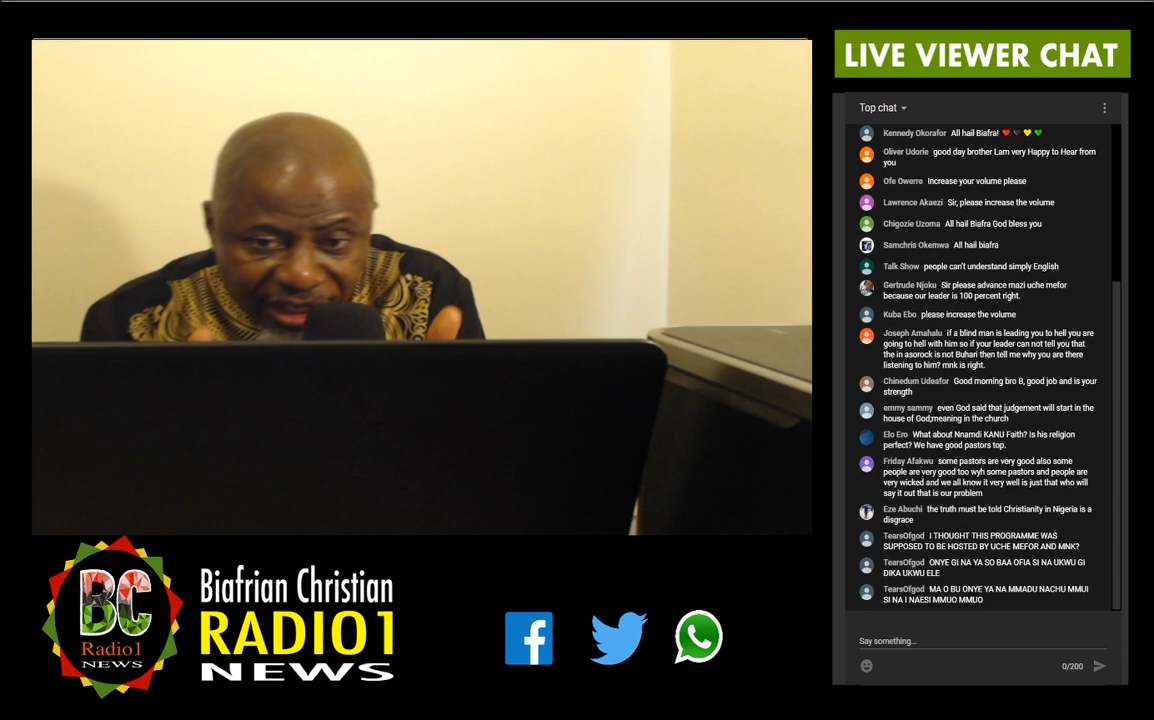 LIVE VIEWER CHAT
Top chat
Kennedy Okorafor All hail Biafra!
Oliver Udorie good day brother Lam very Happy to Hear from
you
Ofe Owerre Increase your volume please
Lawrence Akaezi Sir, please increase the volume
Chigozie Uzoma All hail Biafra God bless you
Samchris Okemwa All hail biafra
Talk Show people can't understand simply English
Gertrude Njoku Sir please advance mazi uche mefor
because our leader is 100 percent right.
Kuba Ebo please increase the volume
Joseph Amahalu if a blind man is leading you to hell you are
going to hell with him so if your leader can not tell you that
the in asorock is not Buhari then tell me why you are there
listening to him? mnk is right.
Chinedum Udeafor Good morning bro B, good job and is your
strength
emmy sammy even God said that judgement will start in the
house of God;meaning in the church
Elo Ero What about Nnamdi KANU Faith? Is his religion
perfect? We have good pastors top.
Friday Afakwu some pastors are very good also some
people are very good too wyh some pastors and people are
very wicked and we all know it very well is just that who will
say it out that is our problem
Eze Abuchi the truth must be told Christianity in Nigeria is a
disgrace
TearsOfgod I THOUGHT THIS PROGRAMME WAS
SUPPOSED TO BE HOSTED BY UCHE MEFOR AND MNK?
TearsOfgod ONYE GI NA YA SO BAA OFIA SI NA UKWU GI
DIKA UKWU ELE
TearsOfgod MA O BU ONYE YA NA MMADU NACHU MMUI
SI NA I NAESI MMUO MMUO
Say something...
0/200
BC
Radio1
NEWS
Biafrian Christian
RADIO1
NEWS